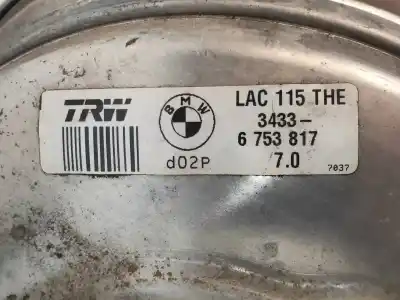 TRW
BMW
d02P
LAC 115 THE
3433-
6 753 817
7.0
7037